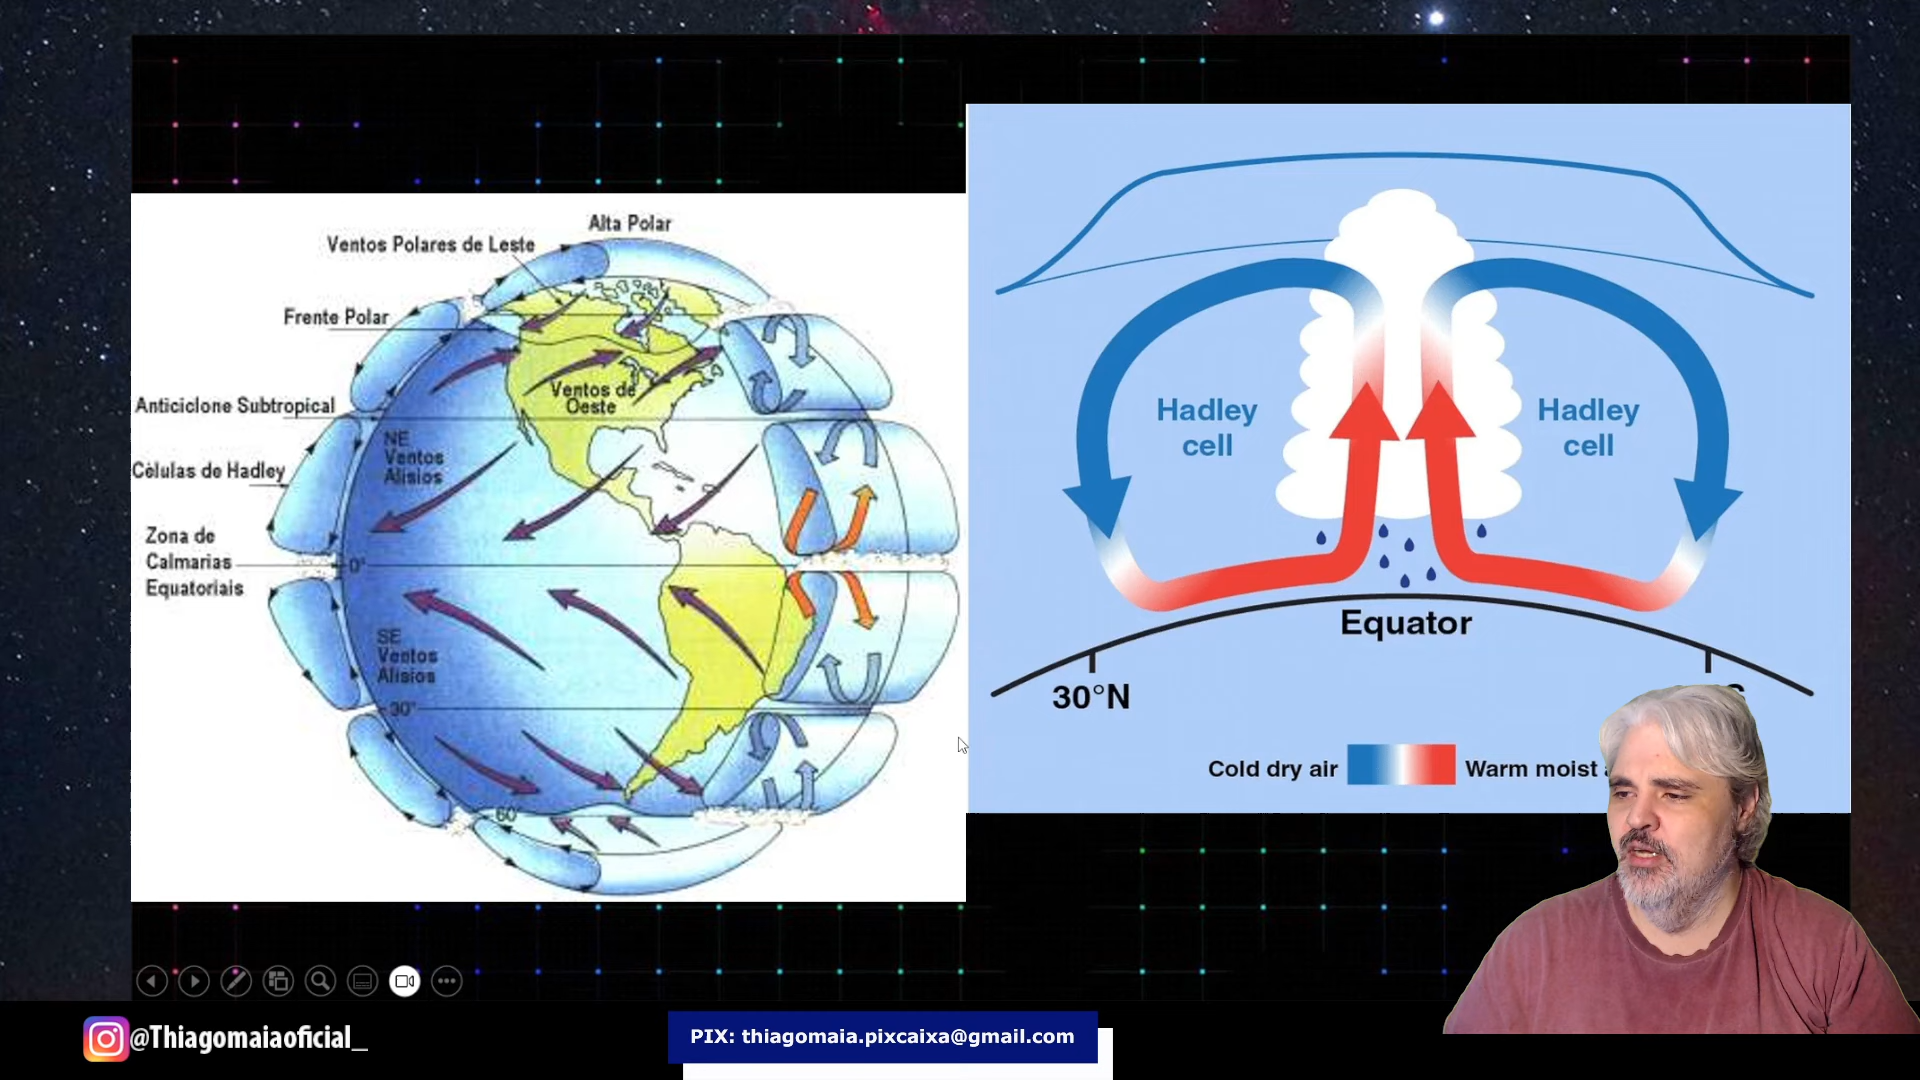 Alta Polar
Ventos Polares de Leste
Frente Polar
Ventos de
Oeste
Anticiclone Subtropical
NE
Ventos
Alisios
Células de Hadley
Zona de
Calmarias
Equatoriais
0°
SE
Ventos
Alisios
30°
60°
Hadley
cell
Hadley
cell
Equator
30°N
Cold dry air
Warm moist
@Thiagomaiaoficial_
PIX: thiagomaia.pixcaixa@gmail.com